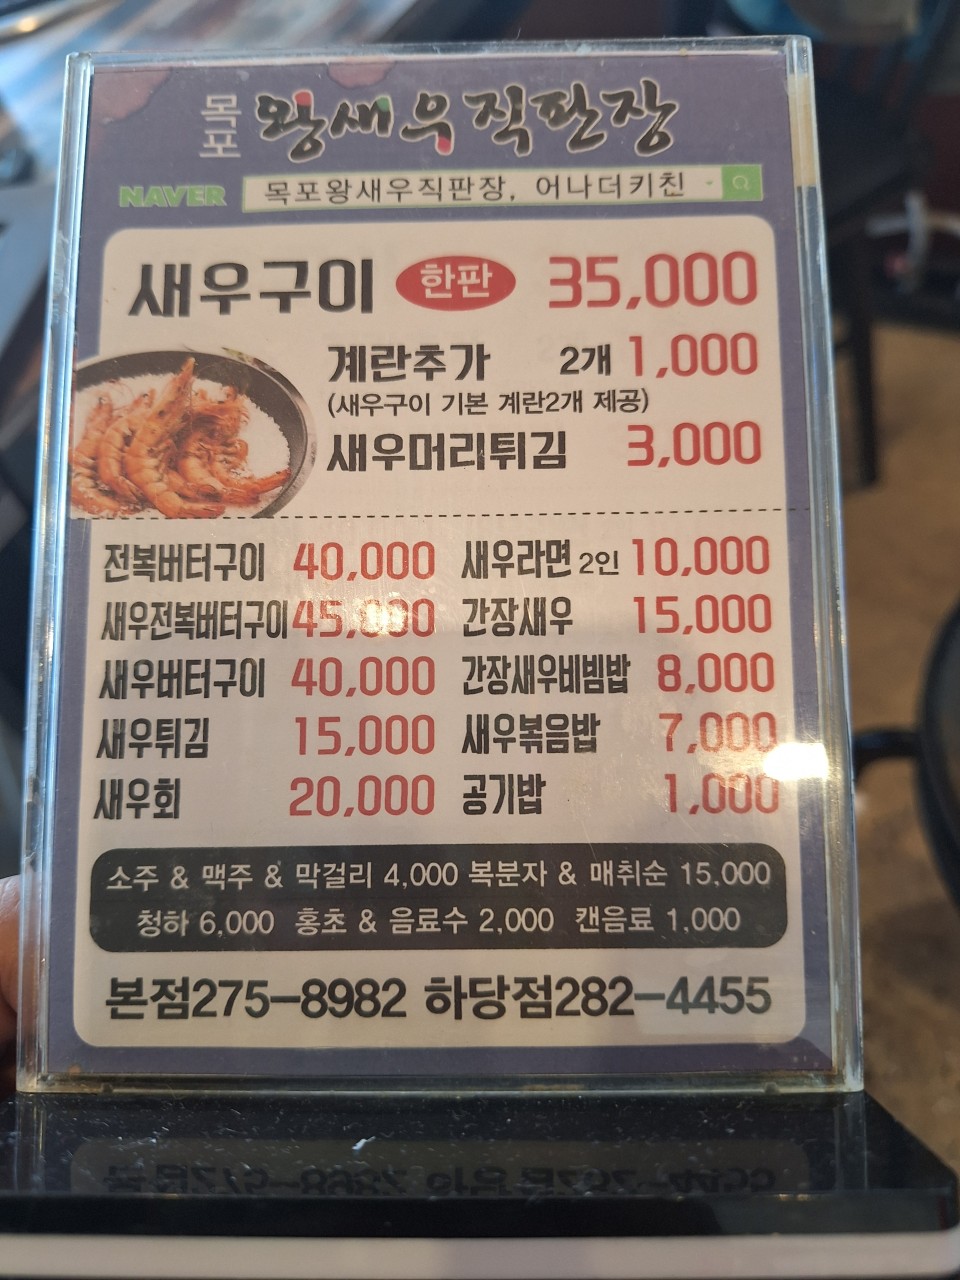 목포 왕새우직판장
NAVER 목포왕새우직판장, 어나더키친
새우구이 한판 35,000
계란추가 2개 1,000
(새우구이 기본 계란2개 제공)
새우머리튀김 3,000
전복버터구이 40,000 새우라면 2인 10,000
새우전복버터구이 45,000 간장새우 15,000
새우버터구이 40,000 간장새우비빔밥 8,000
새우튀김 15,000 새우볶음밥 7,000
새우회 20,000 공기밥 1,000
소주 & 맥주 & 막걸리 4,000 복분자 & 매취순 15,000
청하 6,000 홍초 & 음료수 2,000 캔음료 1,000
본점275-8982 하당점282-4455